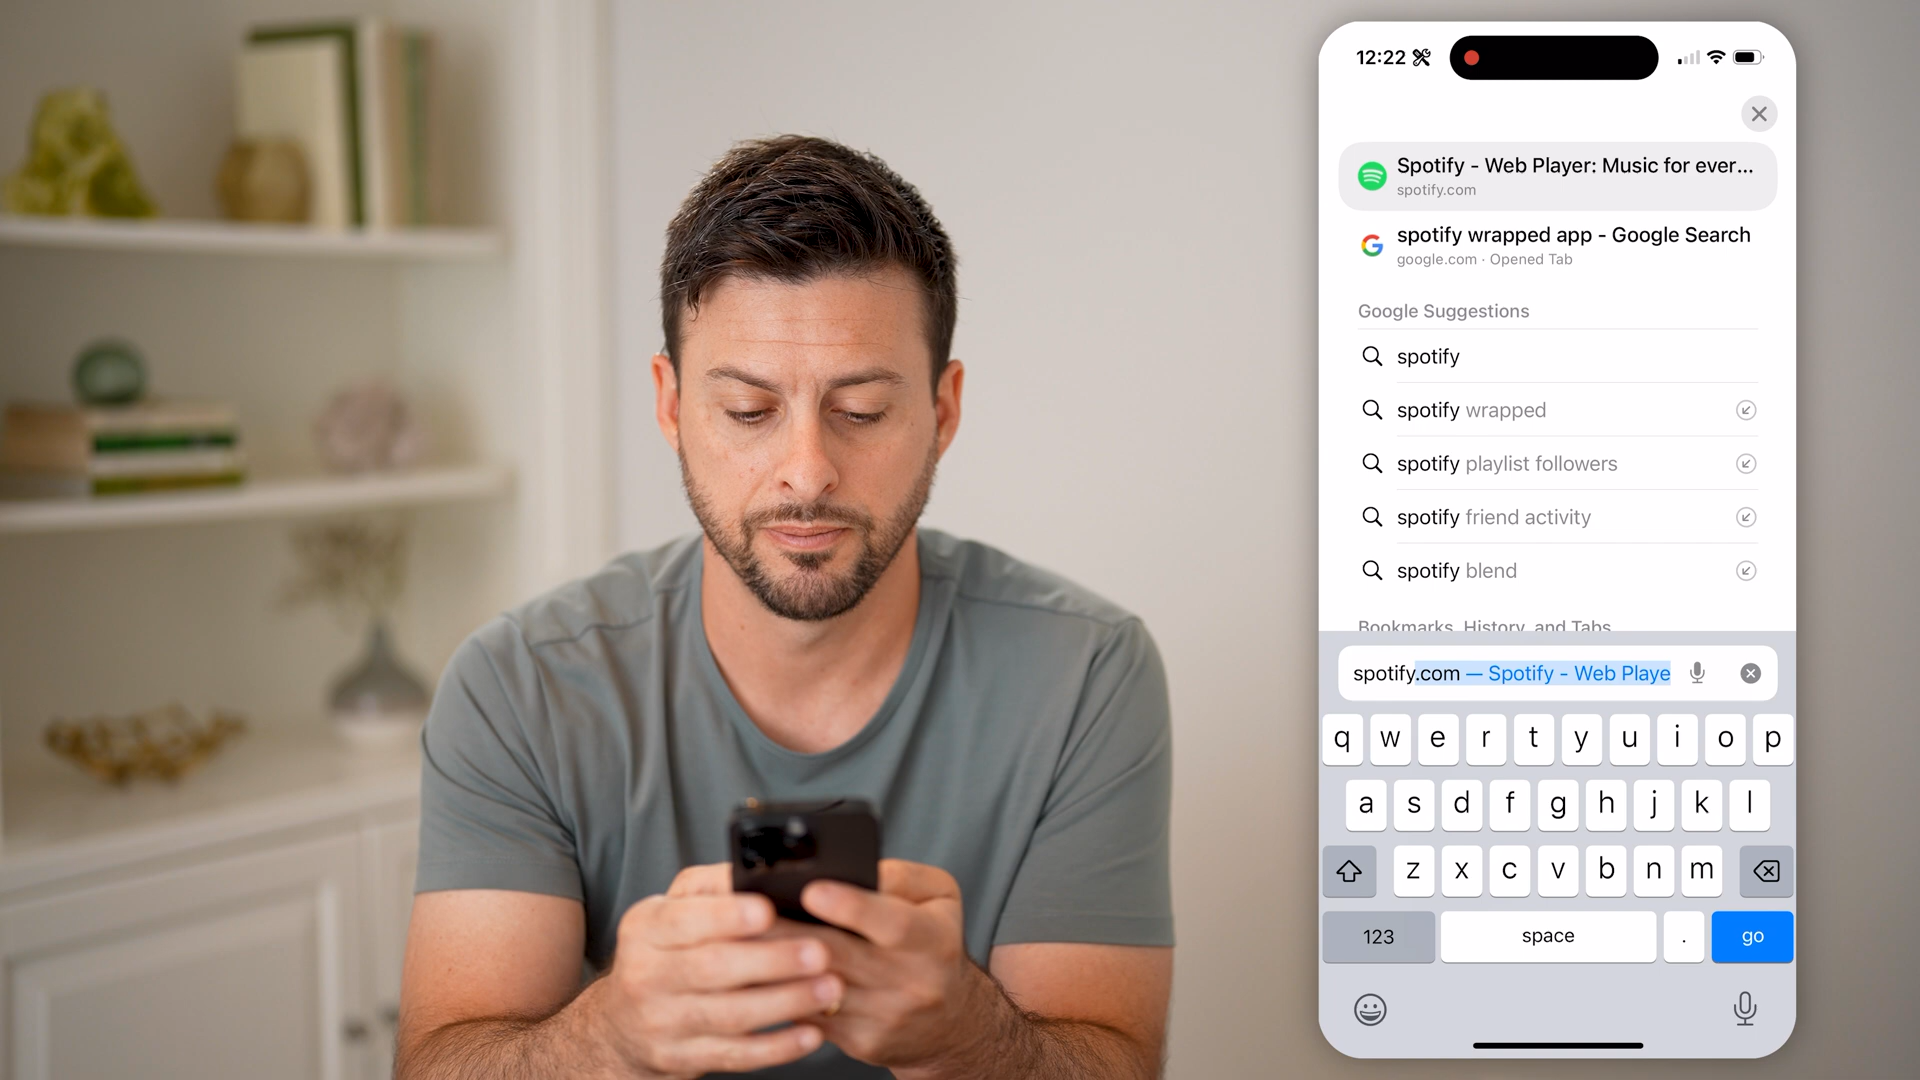 12:22
Spotify - Web Player: Music for ever...
spotify.com
spotify wrapped app - Google Search
google.com · Opened Tab
Google Suggestions
spotify
spotify wrapped
spotify playlist followers
spotify friend activity
spotify blend
Bookmarks, History, and Tabs
spotify.com — Spotify - Web Playe
q w e r t y u i o p
a s d f g h j k l
z x c v b n m
123 space . go